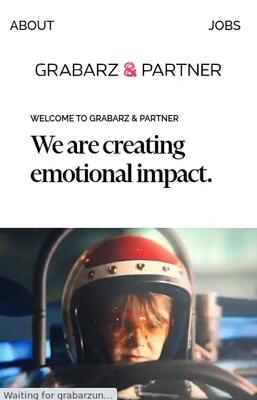 ABOUT JOBS
GRABARZ & PARTNER
WELCOME TO GRABARZ & PARTNER
We are creating
emotional impact.
Waiting for grabarzun...